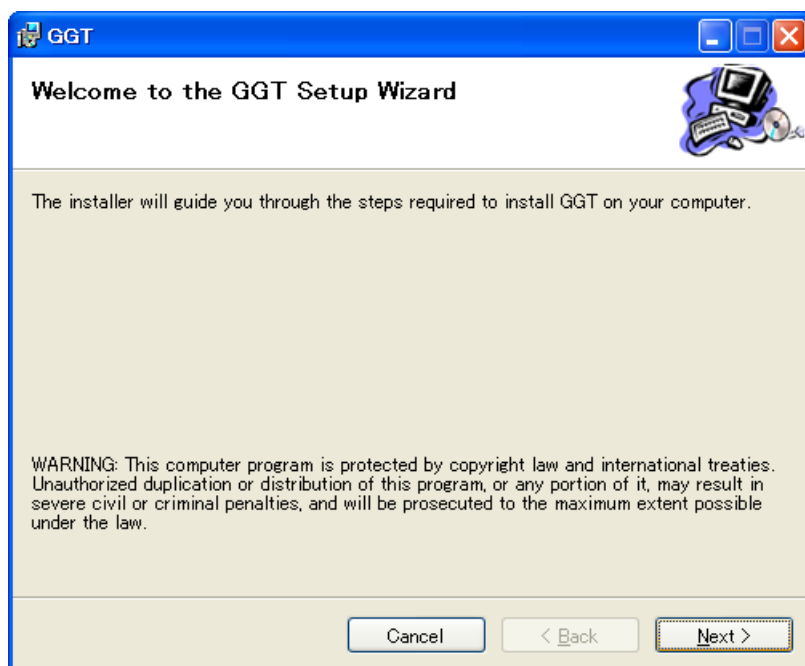 GGT
Welcome to the GGT Setup Wizard
The installer will guide you through the steps required to install GGT on your computer.
WARNING: This computer program is protected by copyright law and international treaties.
Unauthorized duplication or distribution of this program, or any portion of it, may result in
severe civil or criminal penalties, and will be prosecuted to the maximum extent possible
under the law.
Cancel
< Back
Next >